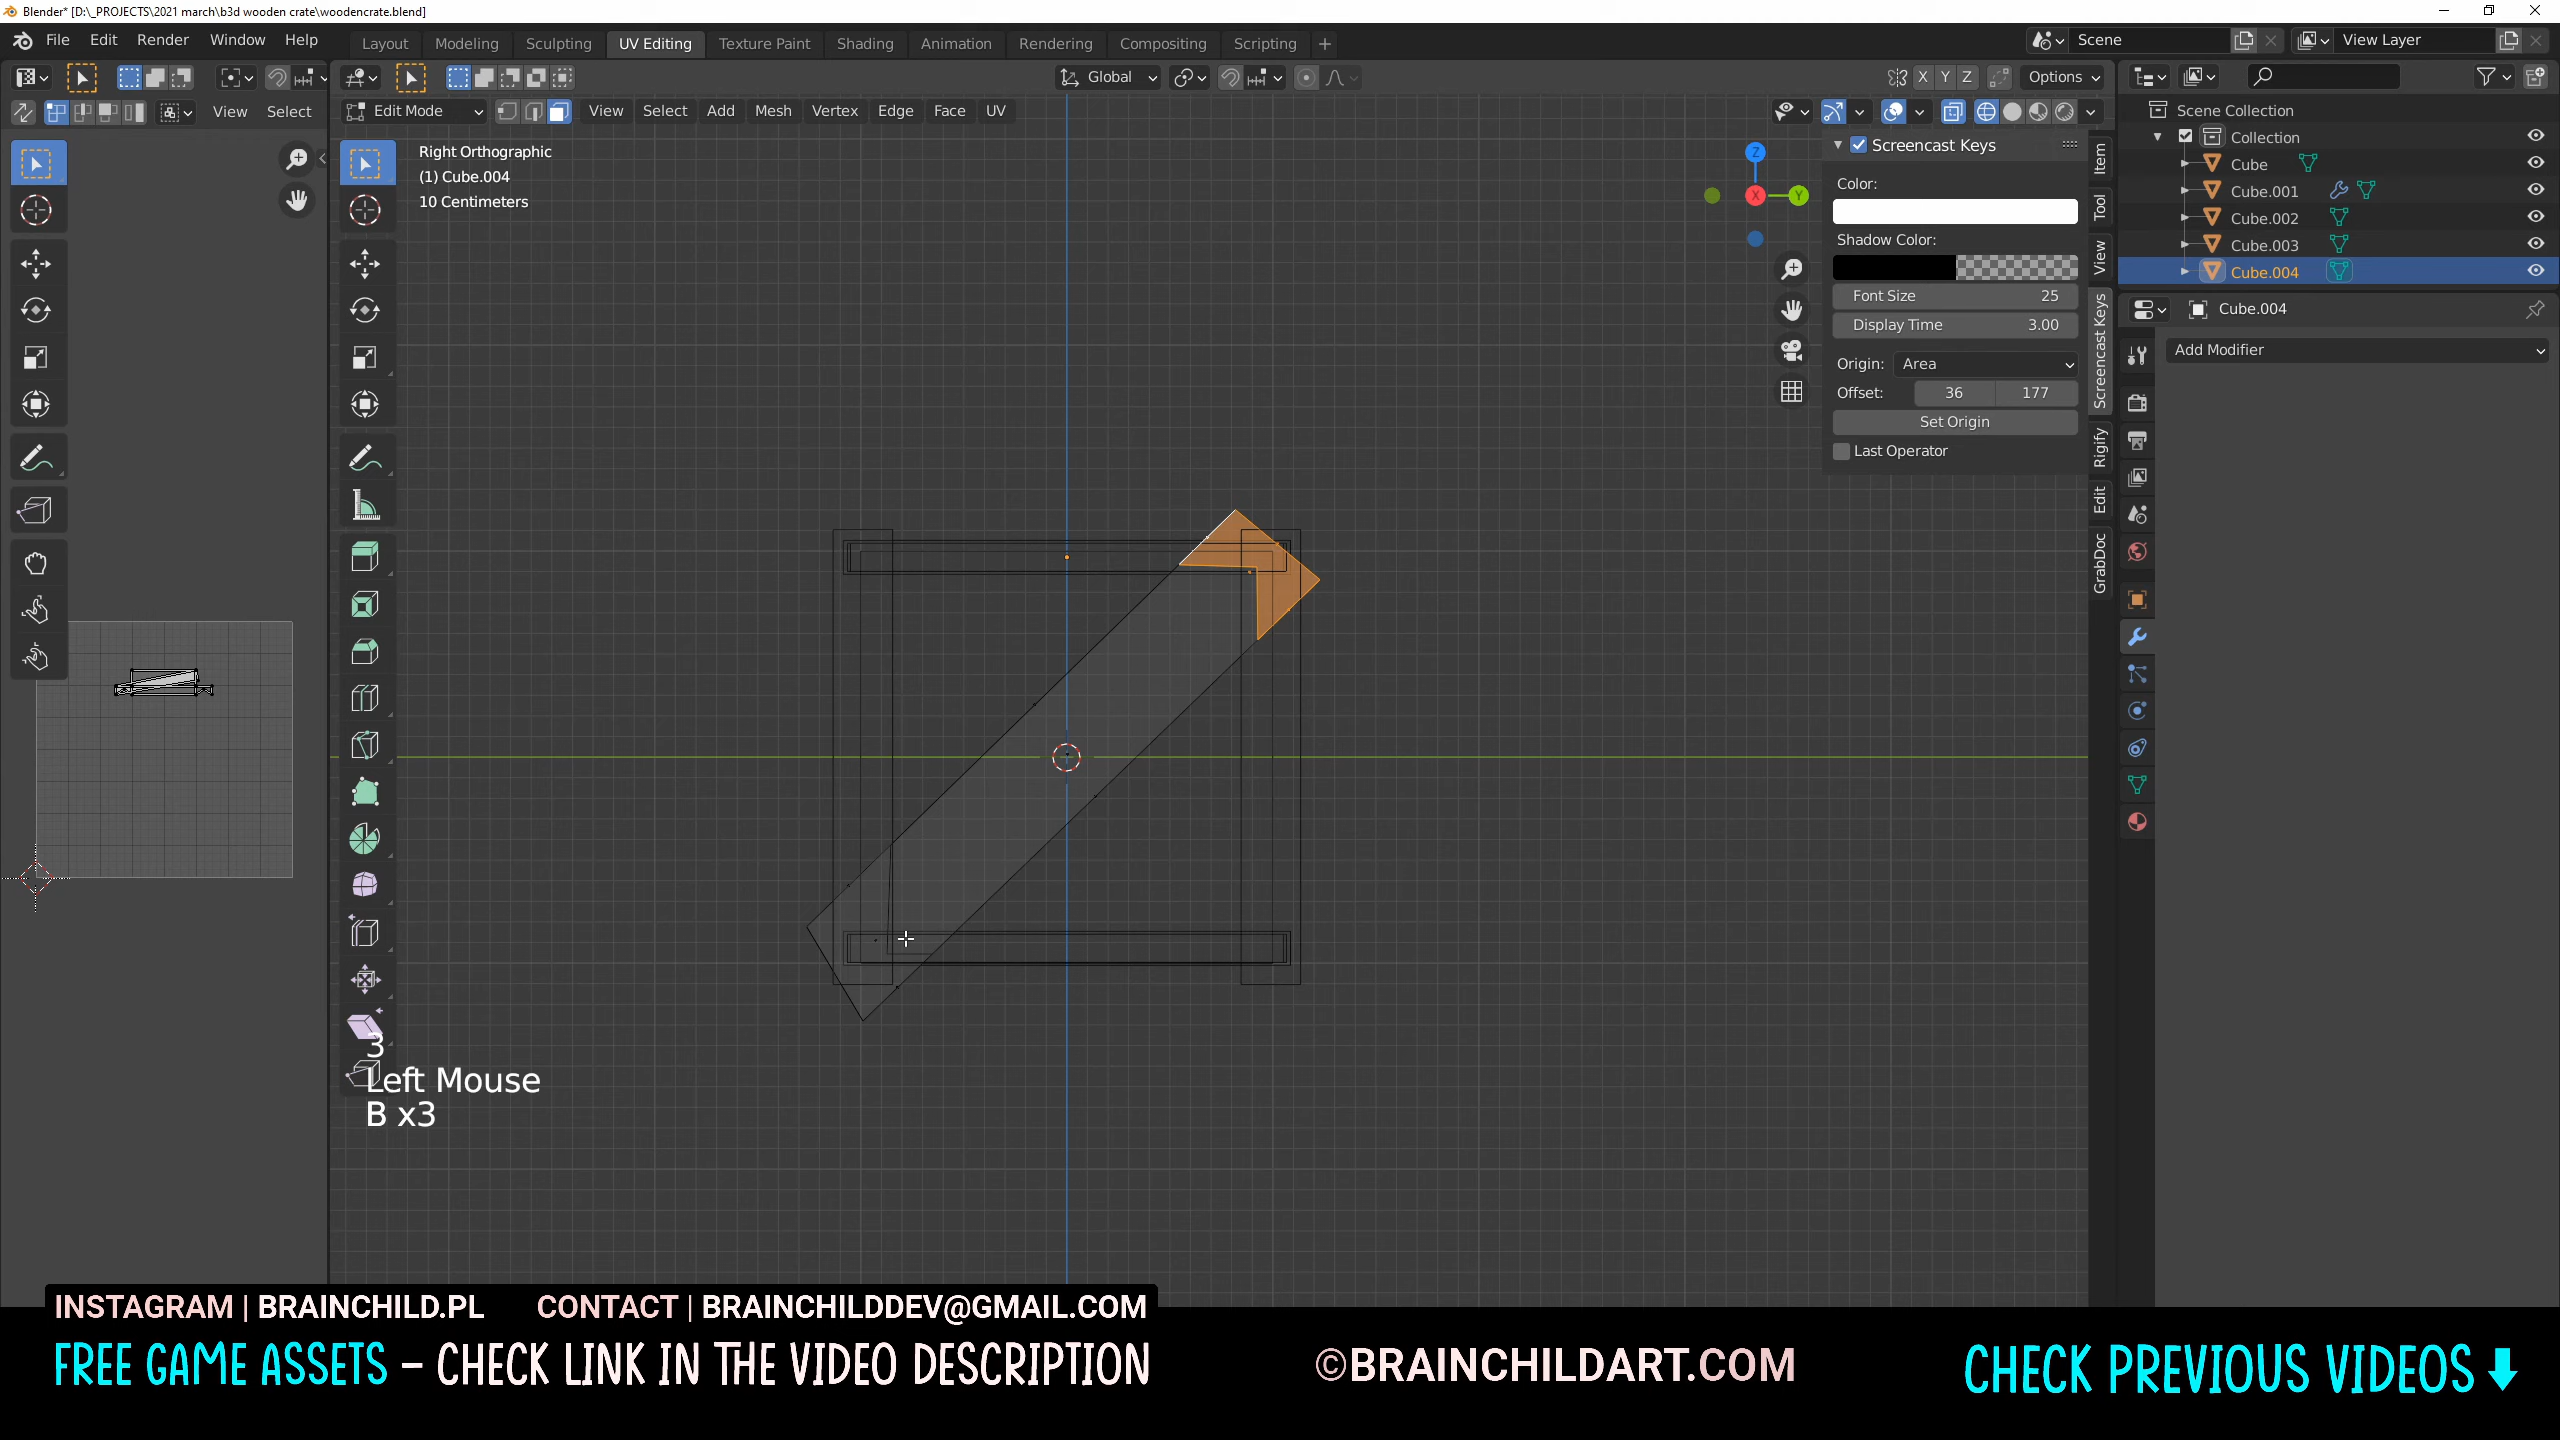 Blender* [D:\_PROJECTS\2021 march\b3d wooden crate\woodencrate.blend]
File Edit Render Window Help
Layout Modeling Sculpting UV Editing Texture Paint Shading Animation Rendering Compositing Scripting +
Scene
View Layer
Global
X Y Z
Options
View Select
Edit Mode
View Select Add Mesh Vertex Edge Face UV
Right Orthographic
(1) Cube.004
10 Centimeters
Z
X
Y
Screencast Keys
Color:
Shadow Color:
Font Size 25
Display Time 3.00
Origin: Area
Offset: 36 177
Set Origin
Last Operator
Item
Tool
View
Screencast Keys
Rigify
Edit
GrabDoc
Scene Collection
Collection
Cube
Cube.001
Cube.002
Cube.003
Cube.004
Cube.004
Add Modifier
3
Left Mouse
B x3
INSTAGRAM | BRAINCHILD.PL CONTACT | BRAINCHILDDEV@GMAIL.COM
FREE GAME ASSETS – CHECK LINK IN THE VIDEO DESCRIPTION
©BRAINCHILDART.COM
CHECK PREVIOUS VIDEOS